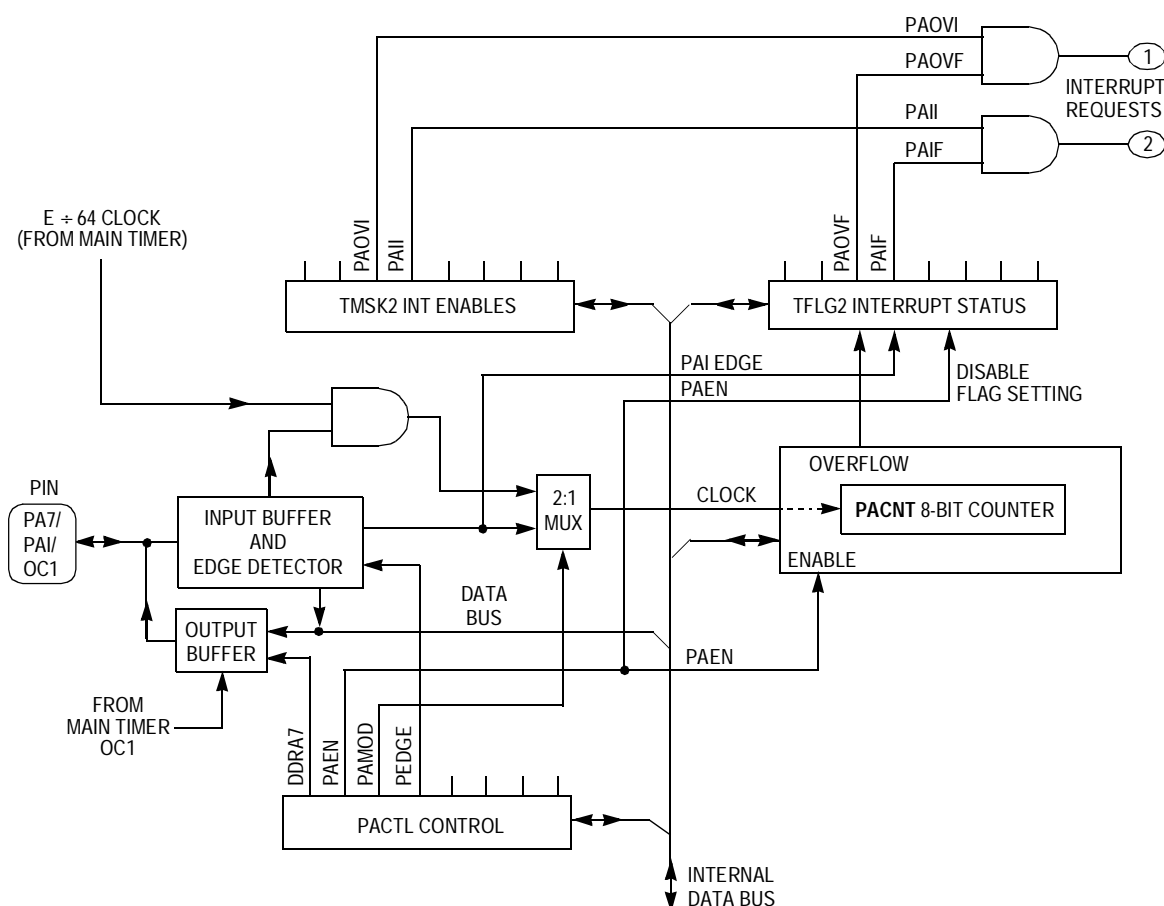 PAOVI
PAOVF
1
INTERRUPT
REQUESTS
PAII
PAIF
2
E ÷ 64 CLOCK
(FROM MAIN TIMER)
PAOVI
PAII
PAOVF
PAIF
TMSK2 INT ENABLES
TFLG2 INTERRUPT STATUS
PAI EDGE
PAEN
DISABLE
FLAG SETTING
OVERFLOW
PIN
PA7/
PAI/
OC1
INPUT BUFFER
AND
EDGE DETECTOR
2:1
MUX
CLOCK
PACNT 8-BIT COUNTER
ENABLE
DATA
BUS
OUTPUT
BUFFER
PAEN
FROM
MAIN TIMER
OC1
DDRA7
PAEN
PAMOD
PEDGE
PACTL CONTROL
INTERNAL
DATA BUS